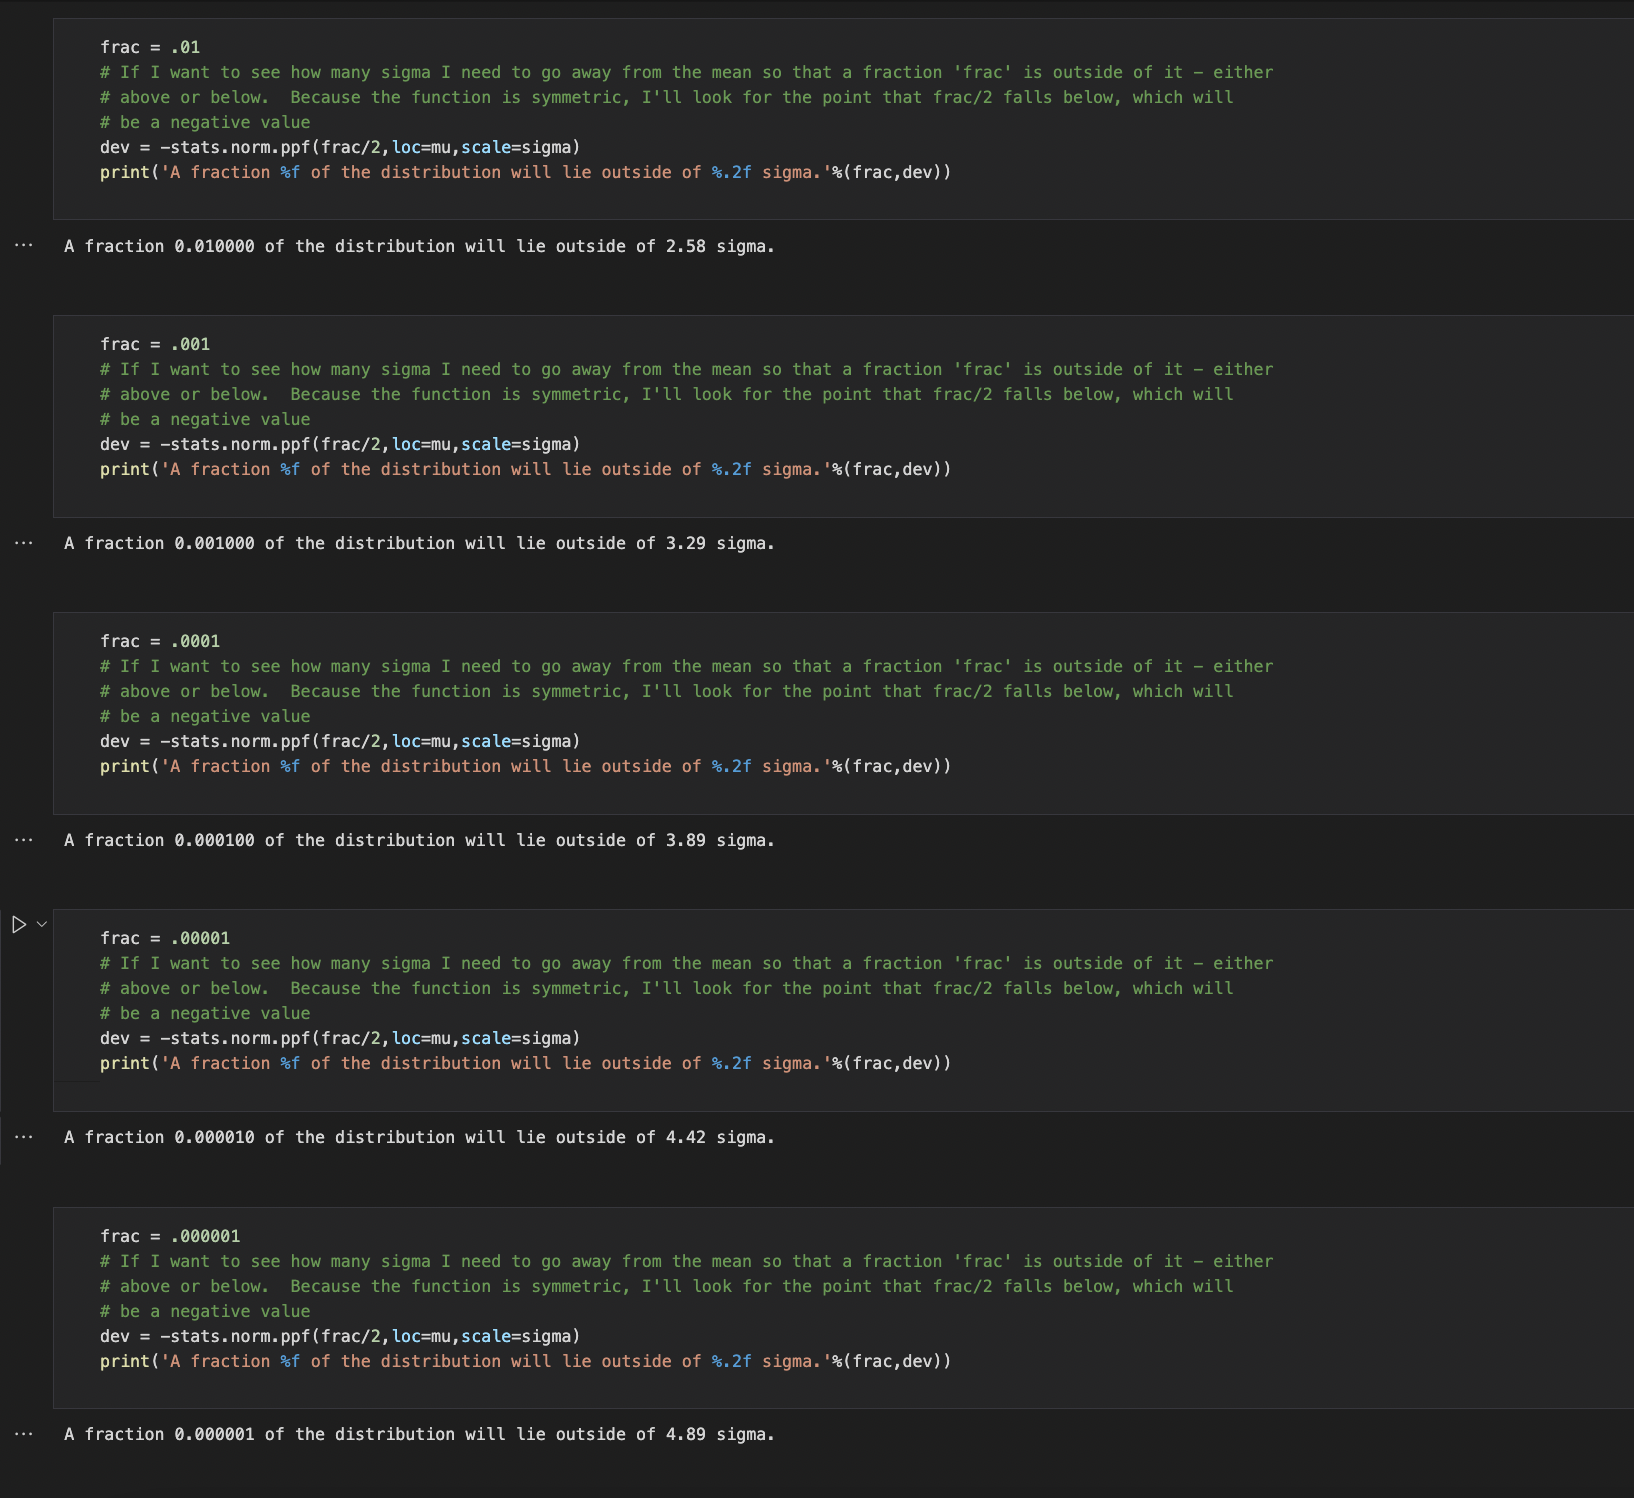 frac = .01
# If I want to see how many sigma I need to go away from the mean so that a fraction 'frac' is outside of it – either
# above or below.  Because the function is symmetric, I'll look for the point that frac/2 falls below, which will
# be a negative value
dev = -stats.norm.ppf(frac/2,loc=mu,scale=sigma)
print('A fraction %f of the distribution will lie outside of %.2f sigma.'%(frac,dev))
··· A fraction 0.010000 of the distribution will lie outside of 2.58 sigma.
frac = .001
# If I want to see how many sigma I need to go away from the mean so that a fraction 'frac' is outside of it – either
# above or below.  Because the function is symmetric, I'll look for the point that frac/2 falls below, which will
# be a negative value
dev = -stats.norm.ppf(frac/2,loc=mu,scale=sigma)
print('A fraction %f of the distribution will lie outside of %.2f sigma.'%(frac,dev))
··· A fraction 0.001000 of the distribution will lie outside of 3.29 sigma.
frac = .0001
# If I want to see how many sigma I need to go away from the mean so that a fraction 'frac' is outside of it – either
# above or below.  Because the function is symmetric, I'll look for the point that frac/2 falls below, which will
# be a negative value
dev = -stats.norm.ppf(frac/2,loc=mu,scale=sigma)
print('A fraction %f of the distribution will lie outside of %.2f sigma.'%(frac,dev))
··· A fraction 0.000100 of the distribution will lie outside of 3.89 sigma.
frac = .00001
# If I want to see how many sigma I need to go away from the mean so that a fraction 'frac' is outside of it – either
# above or below.  Because the function is symmetric, I'll look for the point that frac/2 falls below, which will
# be a negative value
dev = -stats.norm.ppf(frac/2,loc=mu,scale=sigma)
print('A fraction %f of the distribution will lie outside of %.2f sigma.'%(frac,dev))
··· A fraction 0.000010 of the distribution will lie outside of 4.42 sigma.
frac = .000001
# If I want to see how many sigma I need to go away from the mean so that a fraction 'frac' is outside of it – either
# above or below.  Because the function is symmetric, I'll look for the point that frac/2 falls below, which will
# be a negative value
dev = -stats.norm.ppf(frac/2,loc=mu,scale=sigma)
print('A fraction %f of the distribution will lie outside of %.2f sigma.'%(frac,dev))
··· A fraction 0.000001 of the distribution will lie outside of 4.89 sigma.